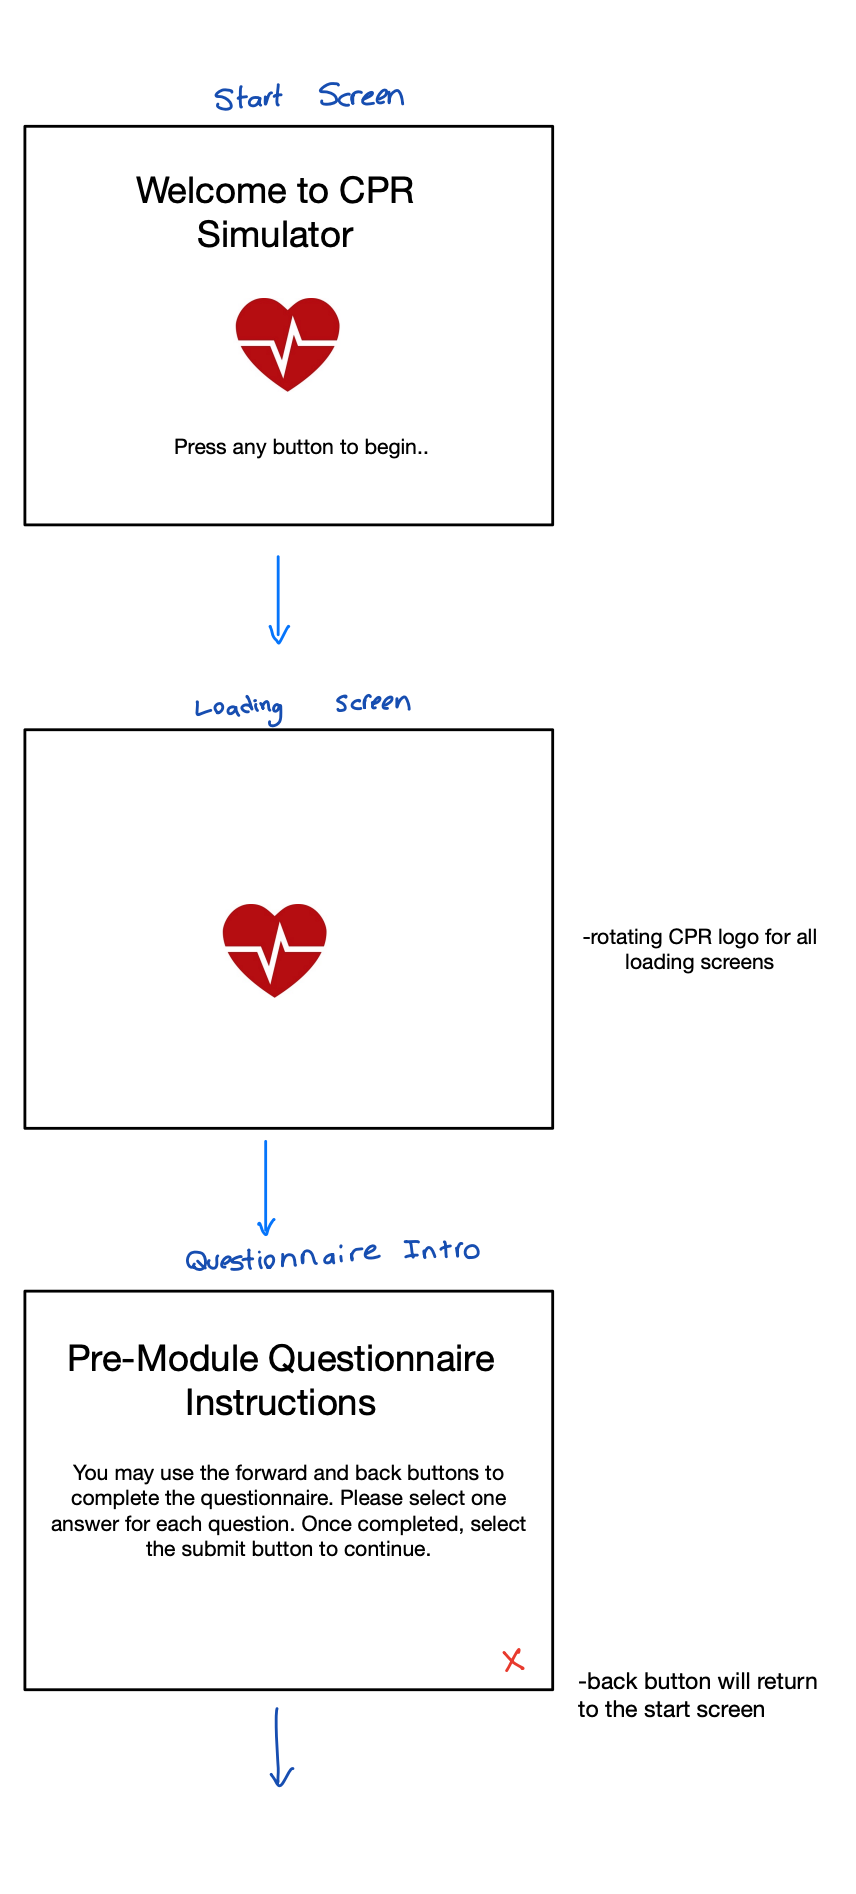 Start Screen
Welcome to CPR
Simulator
Press any button to begin..
Loading screen
-rotating CPR logo for all
loading screens
Questionnaire Intro
Pre-Module Questionnaire
Instructions
You may use the forward and back buttons to
complete the questionnaire. Please select one
answer for each question. Once completed, select
the submit button to continue.
X
-back button will return
to the start screen